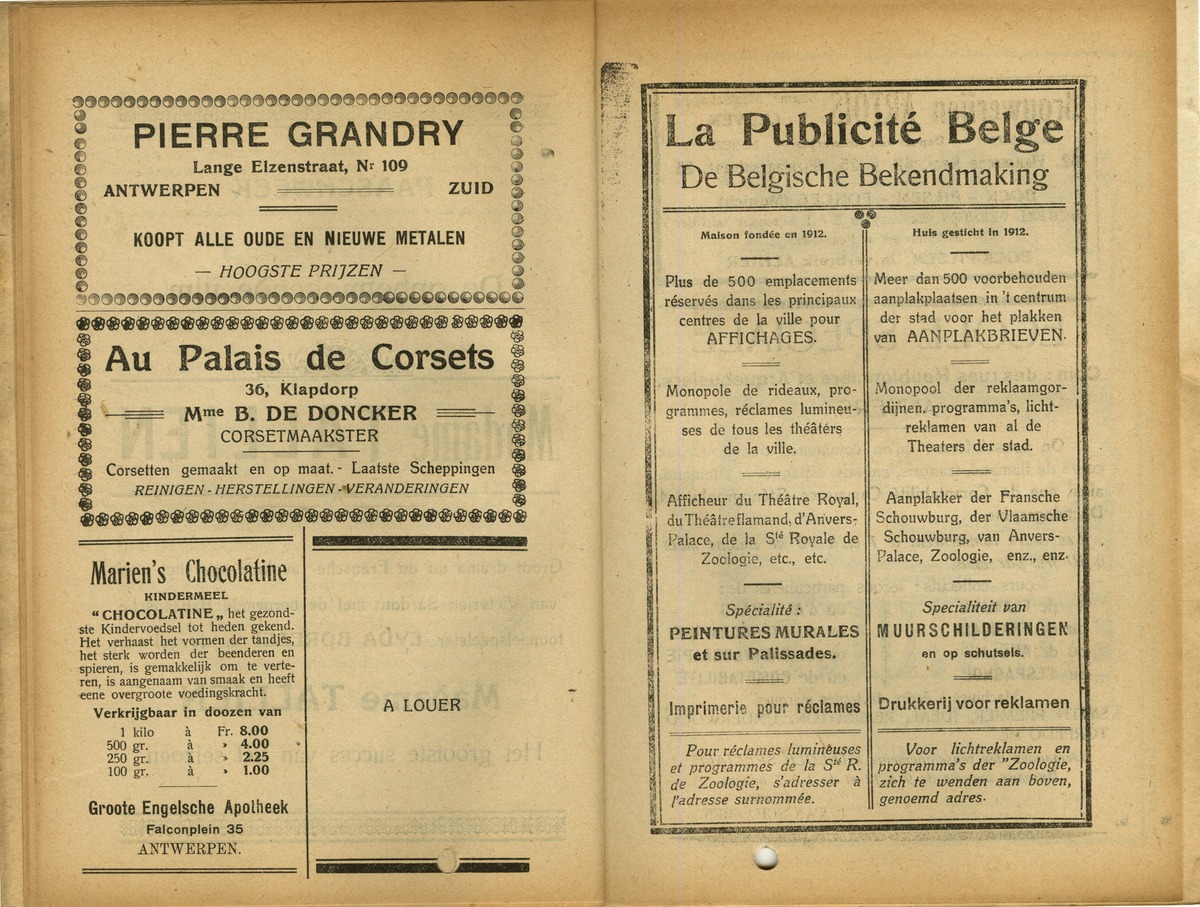 PIERRE GRANDRY
Lange Elzenstraat, Nr 109
ANTWERPEN ZUID
KOOPT ALLE OUDE EN NIEUWE METALEN
— HOOGSTE PRIJZEN —
Au Palais de Corsets
36, Klapdorp
Mme B. DE DONCKER
CORSETMAAKSTER
Corsetten gemaakt en op maat. - Laatste Scheppingen
REINIGEN - HERSTELLINGEN - VERANDERINGEN
Marien's Chocolatine
KINDERMEEL
"CHOCOLATINE„ het gezond-
ste Kindervoedsel tot heden gekend.
Het verhaast het vormen der tandjes,
het sterk worden der beenderen en
spieren, is gemakkelijk om te verte-
ren, is aangenaam van smaak en heeft
eene overgroote voedingskracht.
Verkrijgbaar in doozen van
1 kilo à Fr. 8.00
500 gr. à » 4.00
250 gr. à » 2.25
100 gr. à » 1.00
Groote Engelsche Apotheek
Falconplein 35
ANTWERPEN.
A LOUER
La Publicité Belge
De Belgische Bekendmaking
Maison fondée en 1912.
Plus de 500 emplacements
réservés dans les principaux
centres de la ville pour
AFFICHAGES.
Monopole de rideaux, pro-
grammes, réclames lumineu-
ses de tous les théâtérs
de la ville.
Afficheur du Théâtre Royal,
du Théâtre flamand, d'Anvers-
Palace, de la Sté Royale de
Zoologie, etc., etc.
Spécialité :
PEINTURES MURALES
et sur Palissades.
Imprimerie pour réclames
Pour réclames lumineuses
et programmes de la Sté R.
de Zoologie, s'adresser à
l'adresse surnommée.
Huis gesticht in 1912.
Meer dan 500 voorbehouden
aanplakplaatsen in 't centrum
der stad voor het plakken
van AANPLAKBRIEVEN.
Monopool der reklaamgor-
dijnen. programma's, licht-
reklamen van al de
Theaters der stad.
Aanplakker der Fransche
Schouwburg, der Vlaamsche
Schouwburg, van Anvers-
Palace, Zoologie, enz., enz.
Specialiteit van
MUURSCHILDERINGEN
en op schutsels.
Drukkerij voor reklamen
Voor lichtreklamen en
programma's der "Zoologie,
zich te wenden aan boven,
genoemd adres.